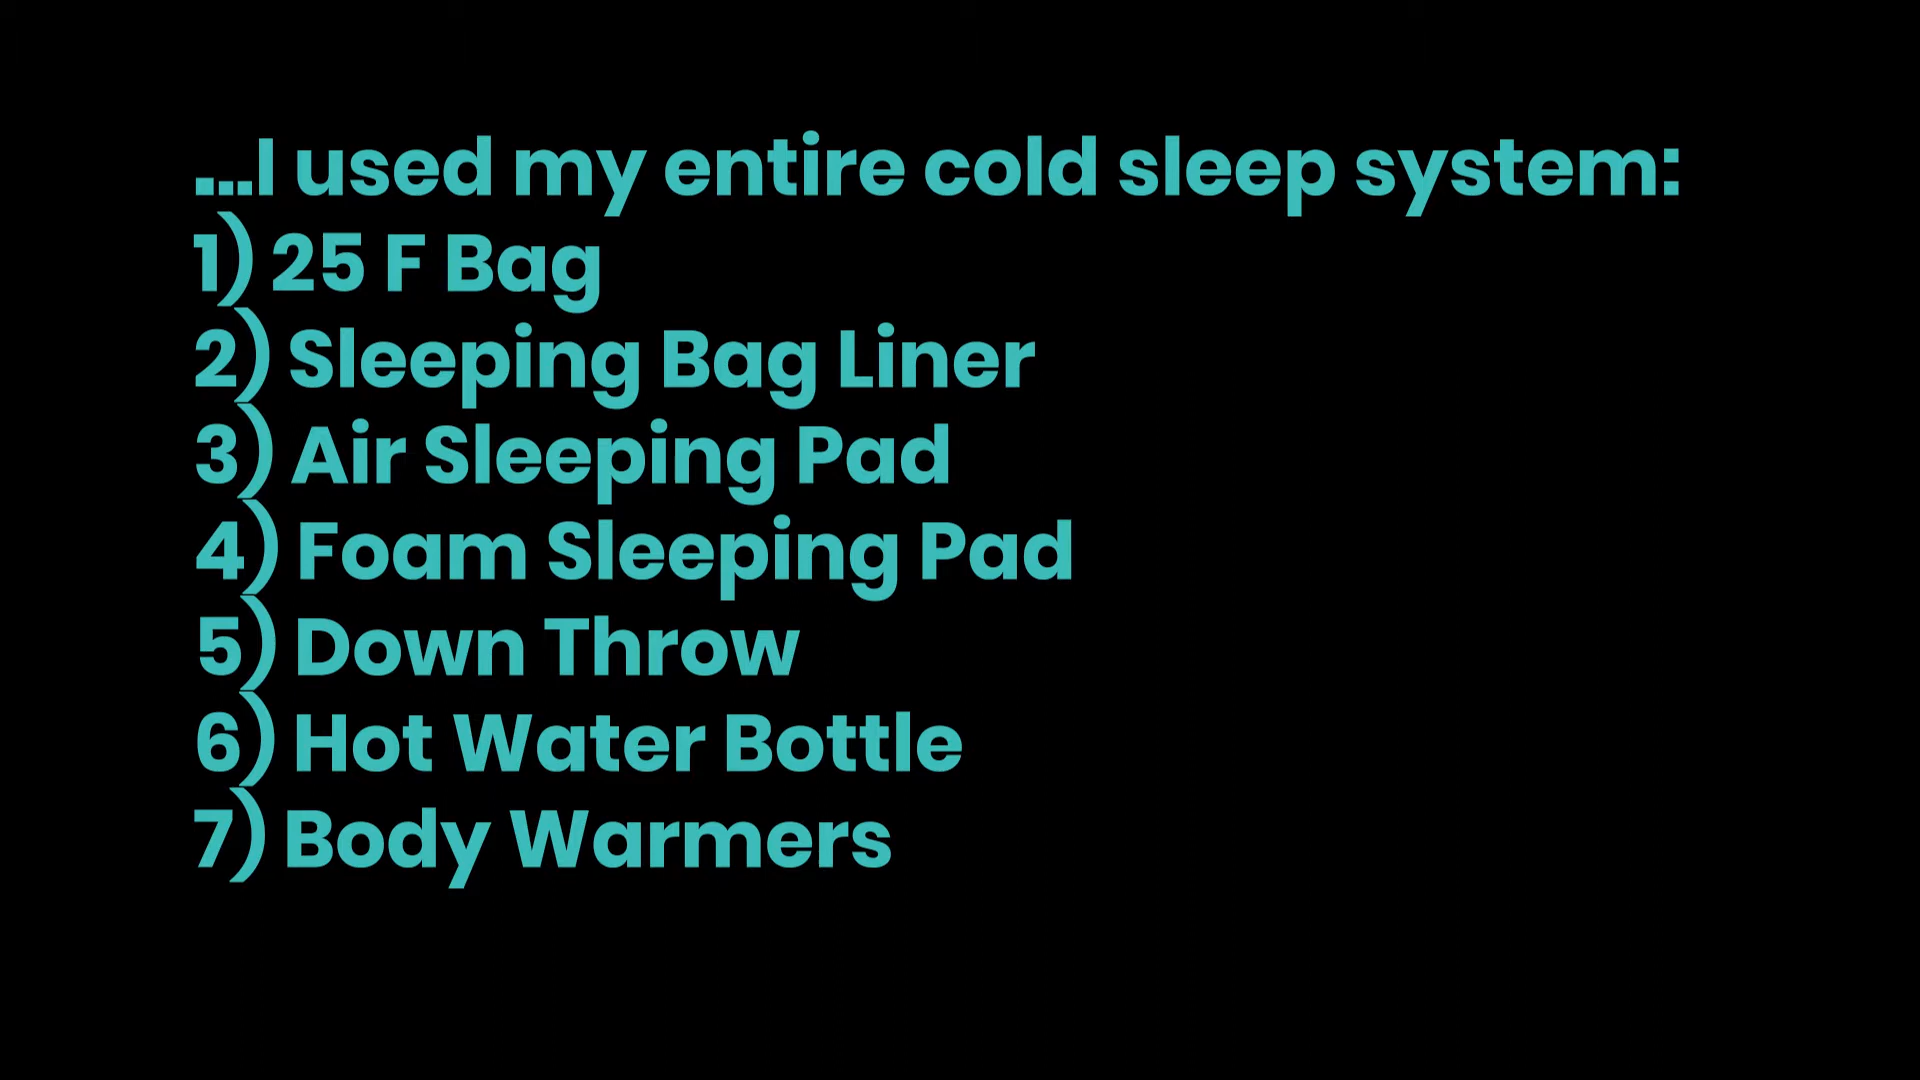 ...I used my entire cold sleep system:
1) 25 F Bag
2) Sleeping Bag Liner
3) Air Sleeping Pad
4) Foam Sleeping Pad
5) Down Throw
6) Hot Water Bottle
7) Body Warmers